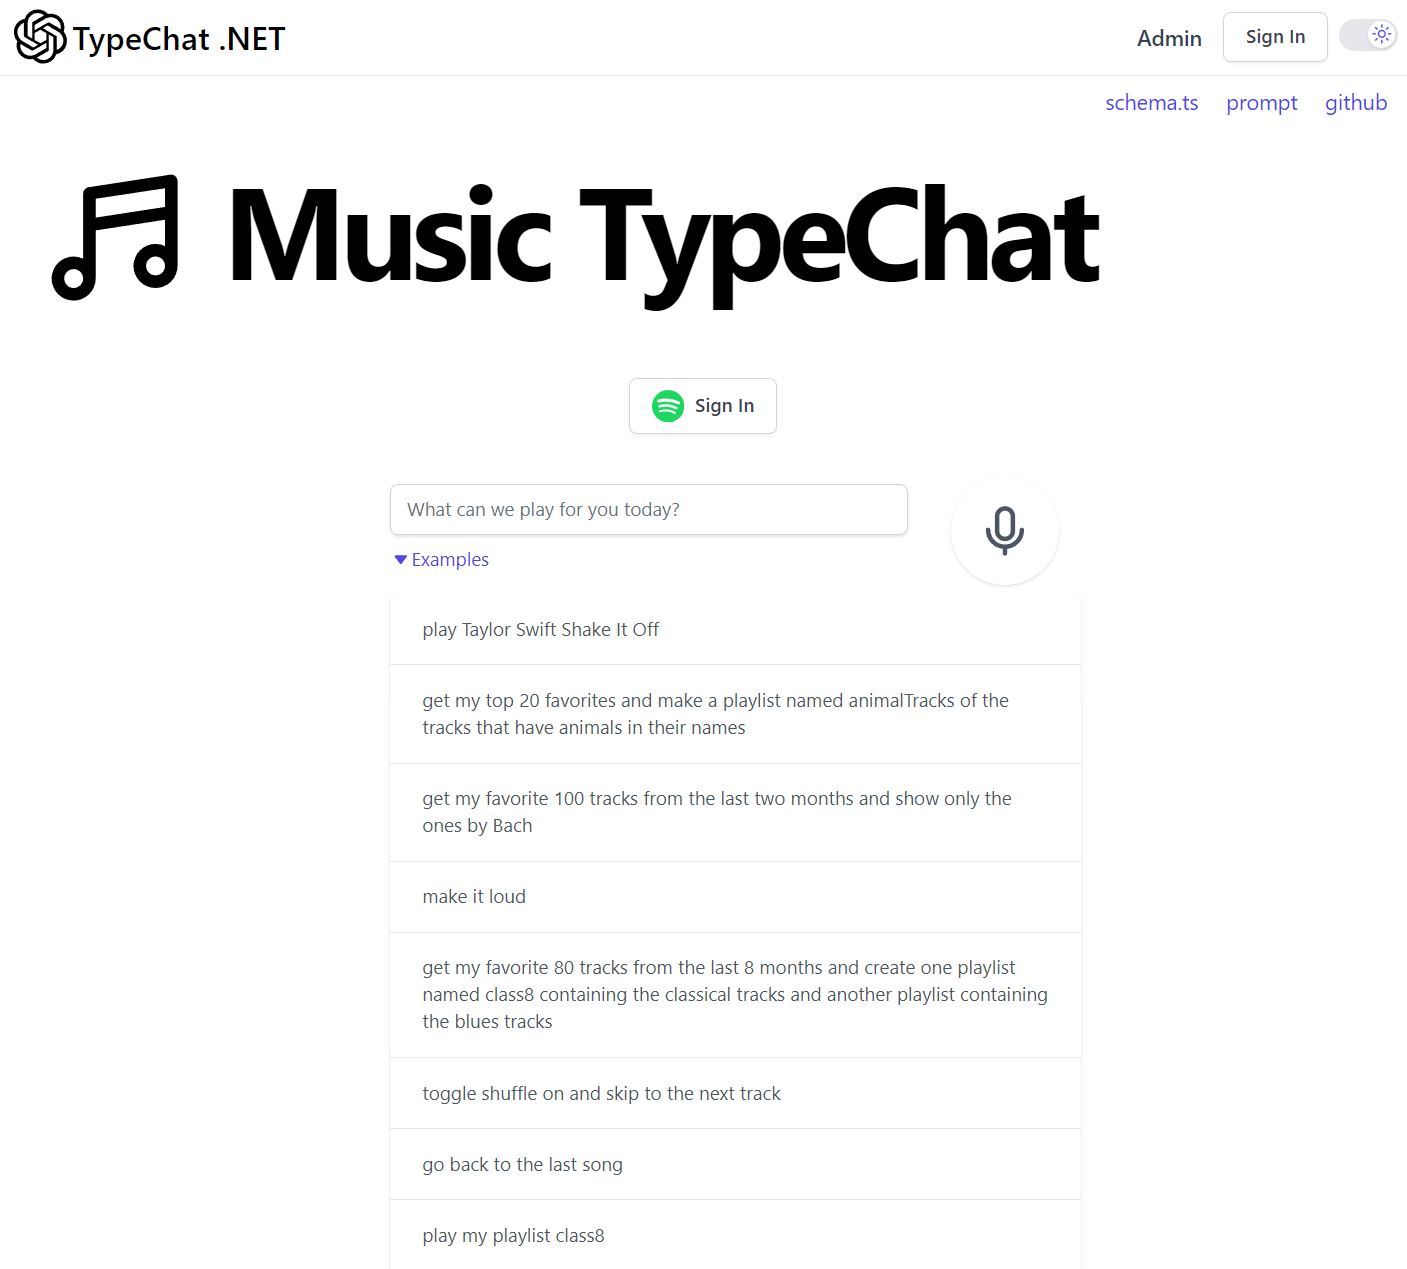 TypeChat .NET
Admin
Sign In
schema.ts
prompt
github
Music TypeChat
Sign In
What can we play for you today?
Examples
play Taylor Swift Shake It Off
get my top 20 favorites and make a playlist named animalTracks of the
tracks that have animals in their names
get my favorite 100 tracks from the last two months and show only the
ones by Bach
make it loud
get my favorite 80 tracks from the last 8 months and create one playlist
named class8 containing the classical tracks and another playlist containing
the blues tracks
toggle shuffle on and skip to the next track
go back to the last song
play my playlist class8